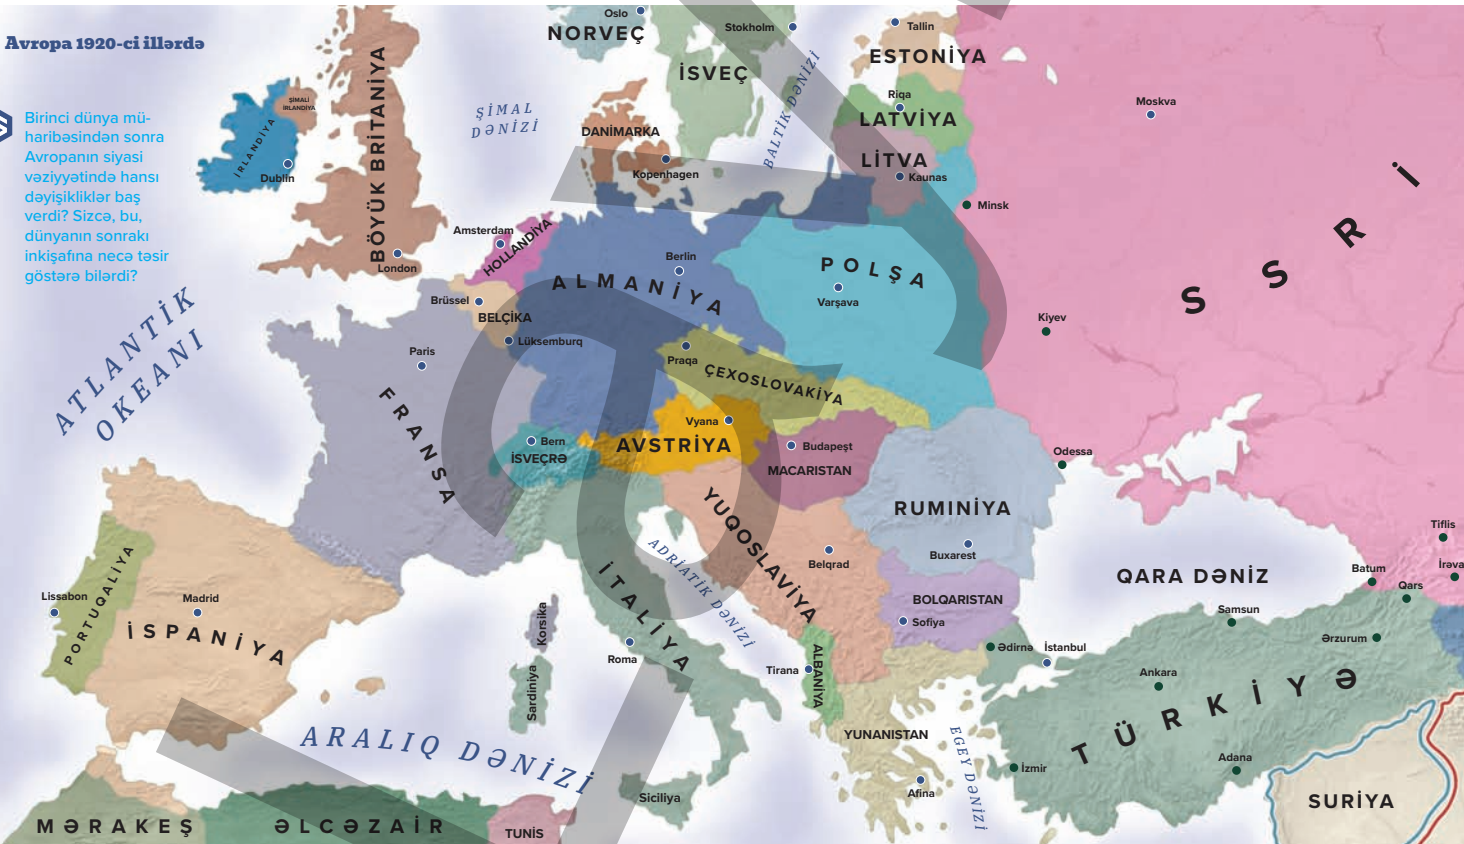 Avropa 1920-ci illərdə
Birinci dünya mü-
haribəsindən sonra
Avropanın siyasi
vəziyyətində hansı
dəyişikliklər baş
verdi? Sizcə, bu,
dünyanın sonrakı
inkişafına necə təsir
göstərə bilərdi?
Oslo
NORVEÇ
Stokholm
İSVEÇ
Tallin
ESTONİYA
Riqa
LATVİYA
LİTVA
Kaunas
Minsk
Moskva
S S R İ
ŞİMALİ
İRLANDİYA
İRLANDİYA
Dublin
BÖYÜK BRİTANİYA
London
ŞİMAL
DƏNİZİ
DANİMARKA
Kopenhagen
BALTİK DƏNİZİ
Amsterdam
HOLLANDİYA
Berlin
ALMANİYA
POLŞA
Varşava
Brüssel
BELÇİKA
Lüksemburq
Kiyev
ATLANTİK
OKEANI
Paris
FRANSA
Praqa
ÇEXOSLOVAKİYA
Vyana
AVSTRİYA
Bern
İSVEÇRƏ
Budapeşt
MACARISTAN
Odessa
RUMINİYA
Buxarest
YUQOSLAVİYA
Belqrad
ADRİATİK DƏNİZİ
QARA DƏNİZ
Tiflis
Batum
İrəva
Qars
BOLQARISTAN
Sofiya
Lissabon
PORTUQALİYA
Madrid
İSPANİYA
Korsika
Sardiniya
İTALİYA
Roma
Tirana
ALBANİYA
Ədirnə
İstanbul
Samsun
Ərzurum
Ankara
TÜRKİYƏ
YUNANISTAN
Afina
EGEY DƏNİZİ
İzmir
Adana
SURİYA
ARALIQ DƏNİZİ
Siciliya
MƏRAKEŞ
ƏLCƏZAİR
TUNİS